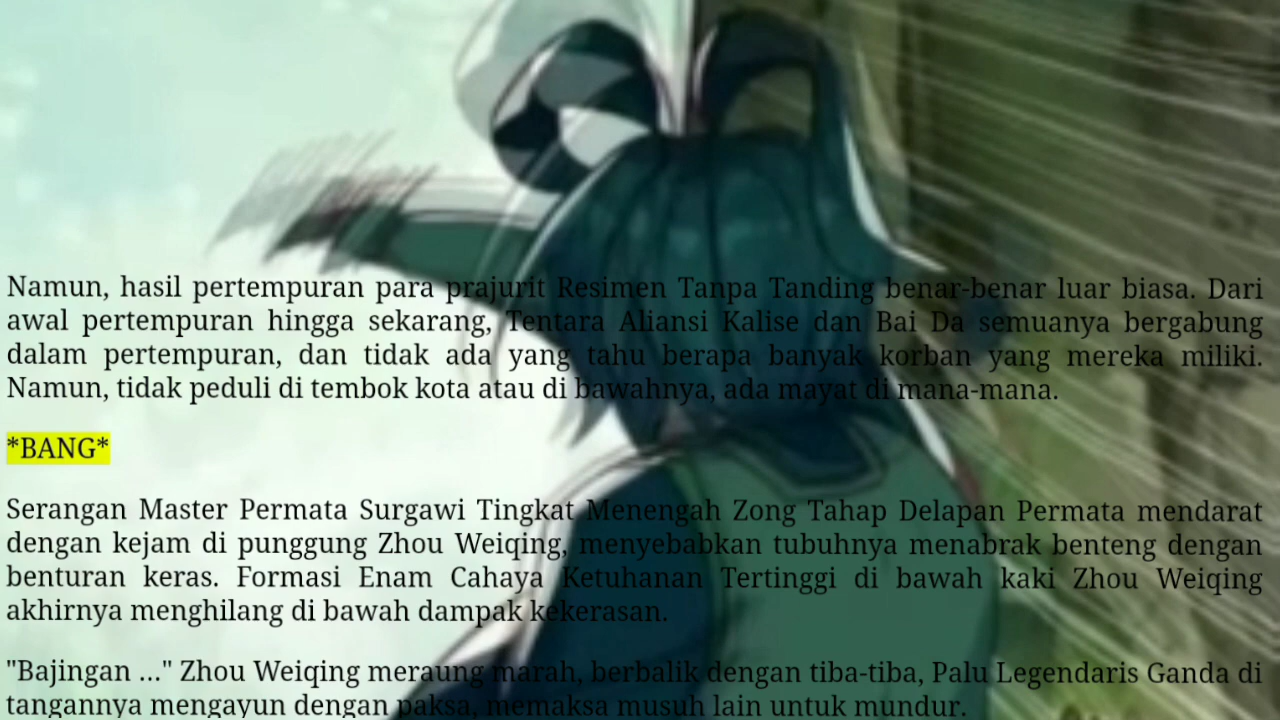 Namun, hasil pertempuran para prajurit Resimen Tanpa Tanding benar-benar luar biasa. Dari
awal pertempuran hingga sekarang, Tentara Aliansi Kalise dan Bai Da semuanya bergabung
dalam pertempuran, dan tidak ada yang tahu berapa banyak korban yang mereka miliki.
Namun, tidak peduli di tembok kota atau di bawahnya, ada mayat di mana-mana.
*BANG*
Serangan Master Permata Surgawi Tingkat Menengah Zong Tahap Delapan Permata mendarat
dengan kejam di punggung Zhou Weiqing, menyebabkan tubuhnya menabrak benteng dengan
benturan keras. Formasi Enam Cahaya Ketuhanan Tertinggi di bawah kaki Zhou Weiqing
akhirnya menghilang di bawah dampak kekerasan.
"Bajingan ..." Zhou Weiqing meraung marah, berbalik dengan tiba-tiba, Palu Legendaris Ganda di
tangannya mengayun dengan paksa, memaksa musuh lain untuk mundur.